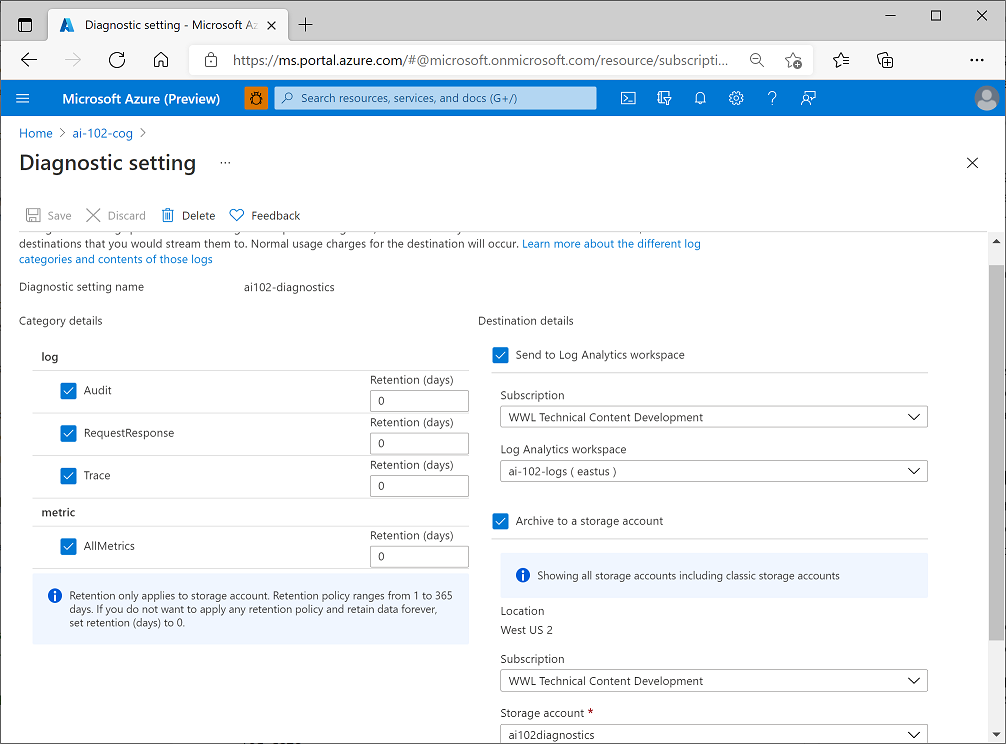 Diagnostic setting - Microsoft Az
https://ms.portal.azure.com/#@microsoft.onmicrosoft.com/resource/subscripti...
Microsoft Azure (Preview)
Search resources, services, and docs (G+/)
Home > ai-102-cog >
Diagnostic setting ...
Save Discard Delete Feedback
destinations that you would stream them to. Normal usage charges for the destination will occur. Learn more about the different log
categories and contents of those logs
Diagnostic setting name ai102-diagnostics
Category details
log
Audit
Retention (days)
0
RequestResponse
Retention (days)
0
Trace
Retention (days)
0
metric
AllMetrics
Retention (days)
0
Retention only applies to storage account. Retention policy ranges from 1 to 365
days. If you do not want to apply any retention policy and retain data forever,
set retention (days) to 0.
Destination details
Send to Log Analytics workspace
Subscription
WWL Technical Content Development
Log Analytics workspace
ai-102-logs ( eastus )
Archive to a storage account
Showing all storage accounts including classic storage accounts
Location
West US 2
Subscription
WWL Technical Content Development
Storage account *
ai102diagnostics